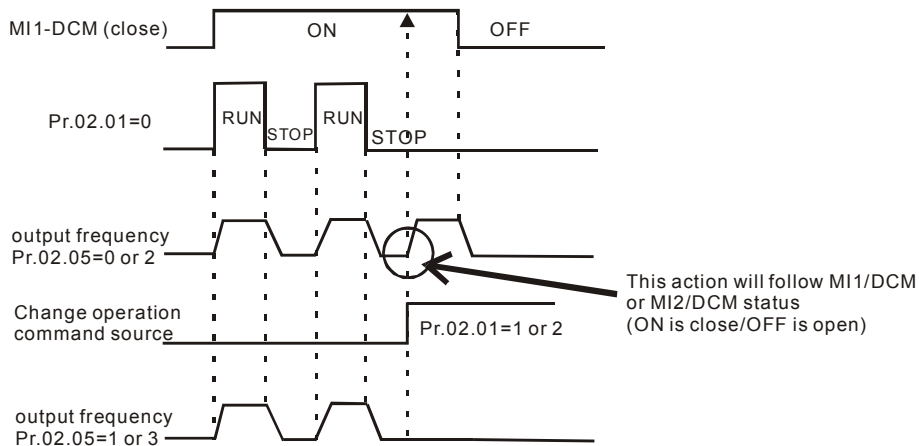 MI1-DCM (close)
ON
OFF
Pr.02.01=0
RUN
STOP
RUN
STOP
output frequency
Pr.02.05=0 or 2
This action will follow MI1/DCM
or MI2/DCM status
(ON is close/OFF is open)
Change operation
command source
Pr.02.01=1 or 2
output frequency
Pr.02.05=1 or 3